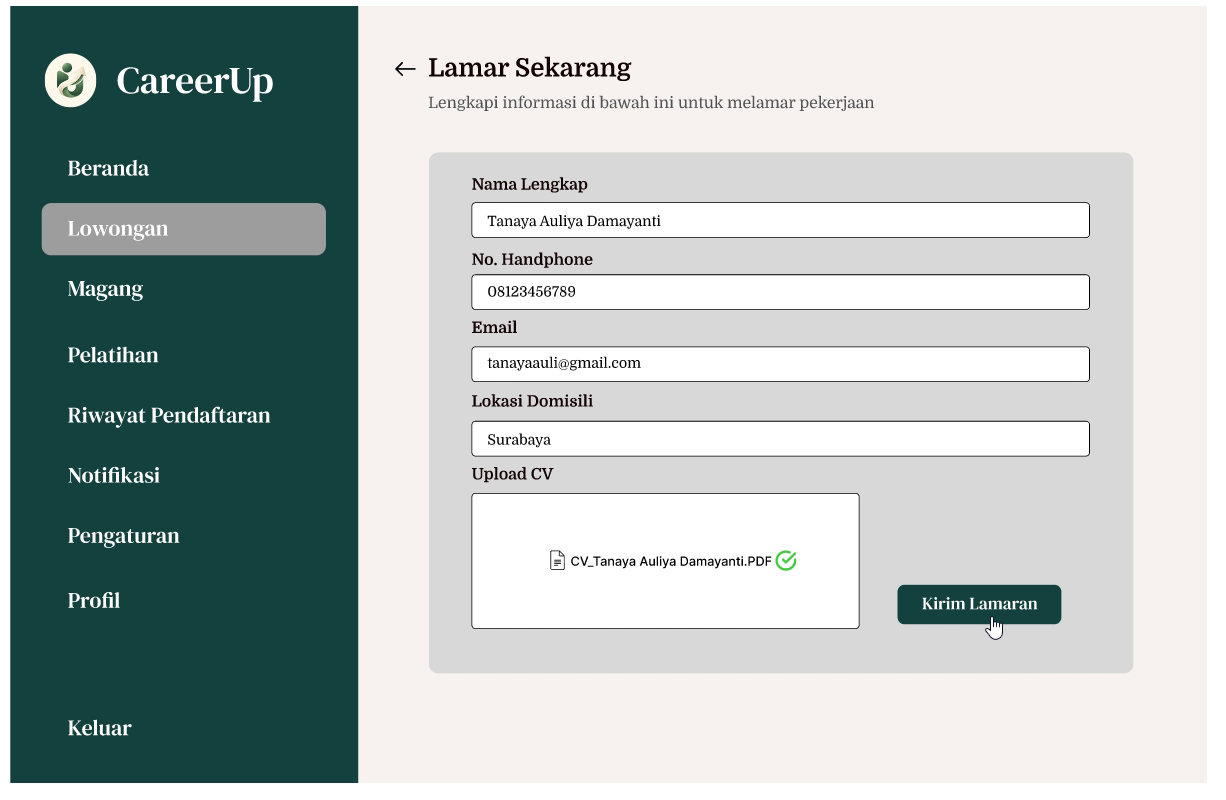 CareerUp
Beranda
Lowongan
Magang
Pelatihan
Riwayat Pendaftaran
Notifikasi
Pengaturan
Profil
Keluar
Lamar Sekarang
Lengkapi informasi di bawah ini untuk melamar pekerjaan
Nama Lengkap
Tanaya Auliya Damayanti
No. Handphone
08123456789
Email
tanayaauli@gmail.com
Lokasi Domisili
Surabaya
Upload CV
CV_Tanaya Auliya Damayanti.PDF
Kirim Lamaran